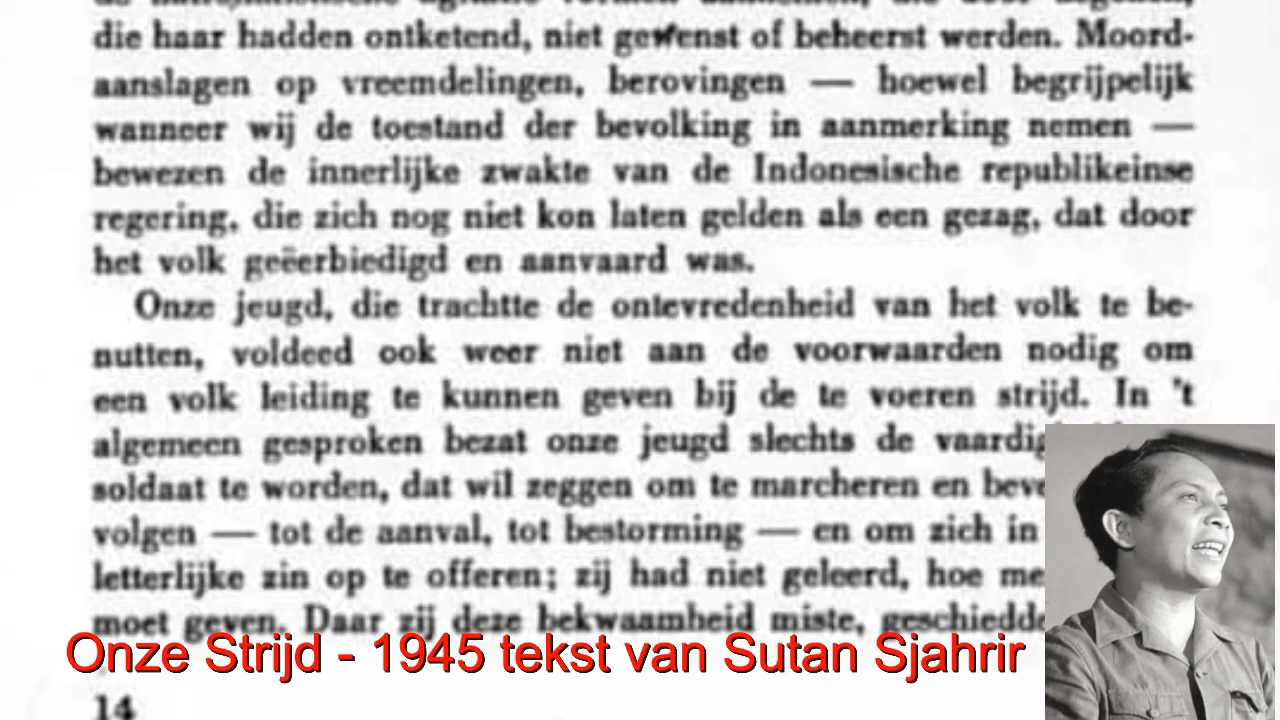 die haar hadden ontketend, niet gewenst of beheerst werden. Moord-
aanslagen op vreemdelingen, berovingen — hoewel begrijpelijk
wanneer wij de toestand der bevolking in aanmerking nemen —
bewezen de innerlijke zwakte van de Indonesische republikeinse
regering, die zich nog niet kon laten gelden als een gezag, dat door
het volk geëerbiedigd en aanvaard was.
Onze jeugd, die trachtte de ontevredenheid van het volk te be-
nutten, voldeed ook weer niet aan de voorwaarden nodig om
een volk leiding te kunnen geven bij de te voeren strijd. In 't
algemeen gesproken bezat onze jeugd slechts de
soldaat te worden, dat wil zeggen om te marcheren en
volgen — tot de aanval, tot bestorming — en om zich in
letterlijke zin op te offeren; zij had niet geleerd, hoe
moet geven. Daar zij deze bekwaamheid miste,
Onze Strijd - 1945 tekst van Sutan Sjahrir
14